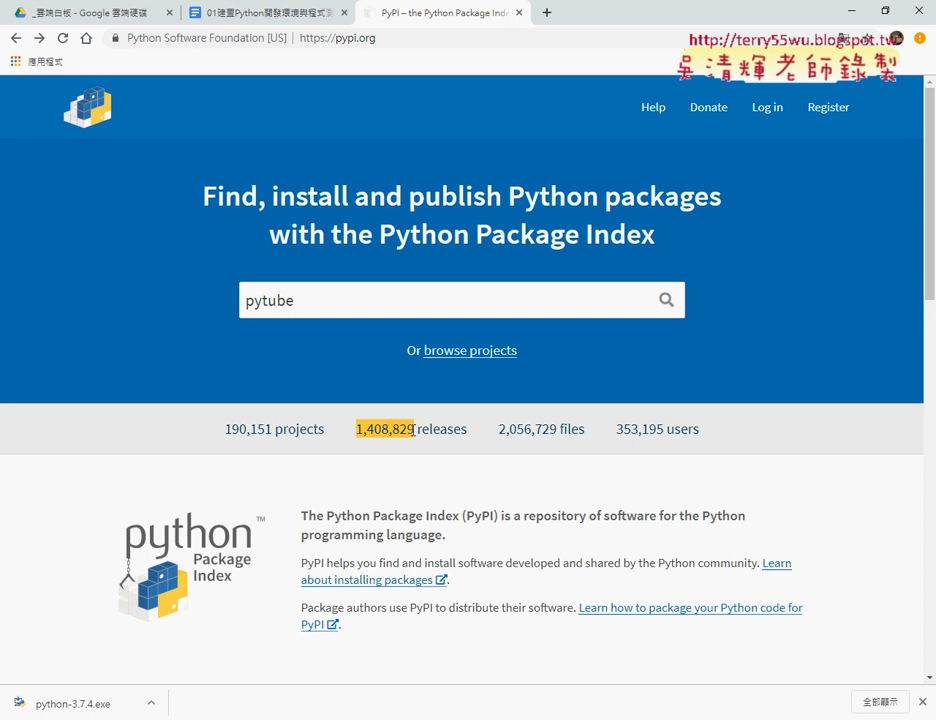 _雲端白板 - Google 雲端硬碟
01建置Python開發環境與程式
PyPI – the Python Package Ind
Python Software Foundation [US] | https://pypi.org
http://terry55wu.blogspot.tw
應用程式
吳清輝老師錄製
Help
Donate
Log in
Register
Find, install and publish Python packages
with the Python Package Index
pytube
Or browse projects
190,151 projects
1,408,829 releases
2,056,729 files
353,195 users
python™
Package
Index
The Python Package Index (PyPI) is a repository of software for the Python
programming language.
PyPI helps you find and install software developed and shared by the Python community. Learn
about installing packages.
Package authors use PyPI to distribute their software. Learn how to package your Python code for
PyPI.
python-3.7.4.exe
全部顯示